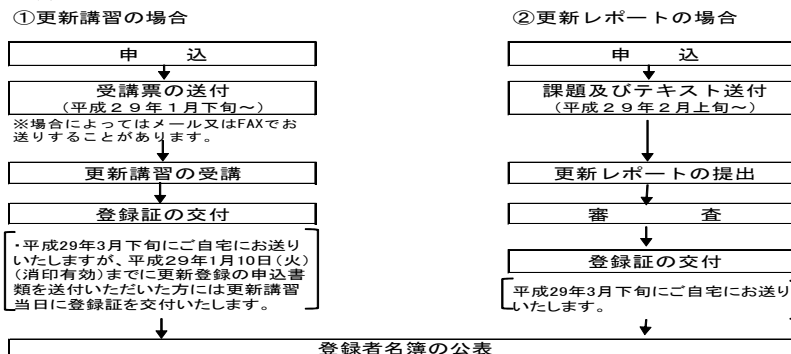 ①更新講習の場合
申 込
受講票の送付
（平成２９年１月下旬～）
※場合によってはメール又はFAXでお
送りすることがあります。
更新講習の受講
登録証の交付
・平成29年3月下旬にご自宅にお送り
いたしますが、平成29年1月10日（火）
（消印有効）までに更新登録の申込書
類を送付いただいた方には更新講習
当日に登録証を交付いたします。
②更新レポートの場合
申 込
課題及びテキスト送付
（平成２９年２月上旬～）
更新レポートの提出
審 査
登録証の交付
平成29年3月下旬にご自宅にお送り
いたします。
登録者名簿の公表